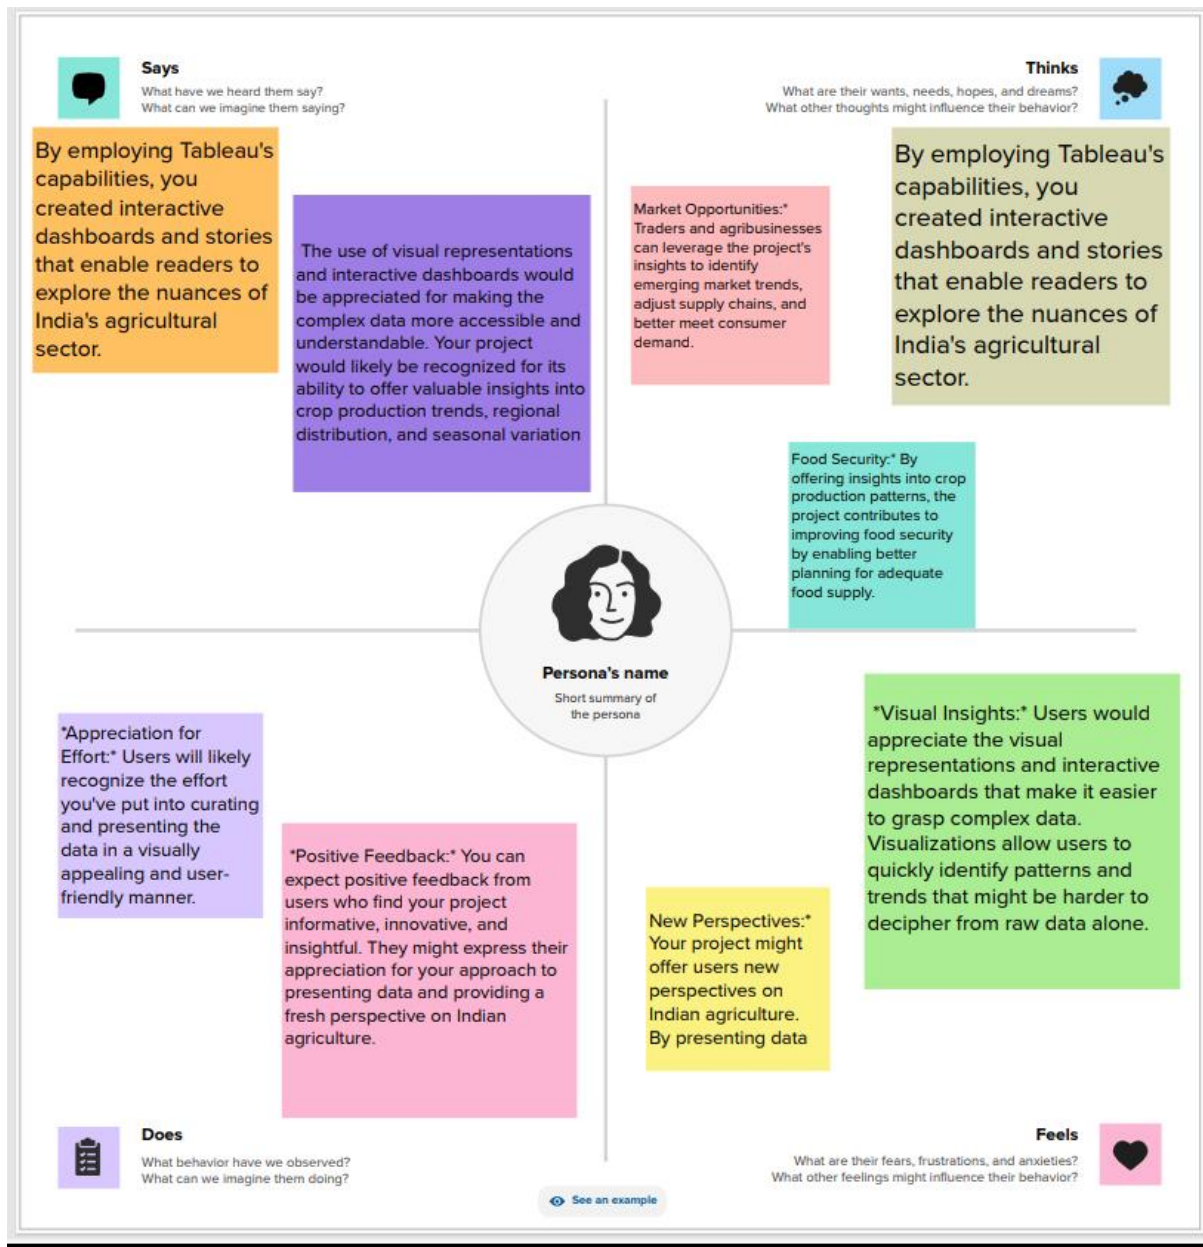 Says
What have we heard them say?
What can we imagine them saying?
By employing Tableau's
capabilities, you
created interactive
dashboards and stories
that enable readers to
explore the nuances of
India's agricultural
sector.
The use of visual representations
and interactive dashboards would
be appreciated for making the
complex data more accessible and
understandable. Your project
would likely be recognized for its
ability to offer valuable insights into
crop production trends, regional
distribution, and seasonal variation
Thinks
What are their wants, needs, hopes, and dreams?
What other thoughts might influence their behavior?
Market Opportunities:*
Traders and agribusinesses
can leverage the project's
insights to identify
emerging market trends,
adjust supply chains, and
better meet consumer
demand.
By employing Tableau's
capabilities, you
created interactive
dashboards and stories
that enable readers to
explore the nuances of
India's agricultural
sector.
Food Security:* By
offering insights into crop
production patterns, the
project contributes to
improving food security
by enabling better
planning for adequate
food supply.
Persona's name
Short summary of
the persona
*Appreciation for
Effort:* Users will likely
recognize the effort
you've put into curating
and presenting the
data in a visually
appealing and user-
friendly manner.
*Positive Feedback:* You can
expect positive feedback from
users who find your project
informative, innovative, and
insightful. They might express their
appreciation for your approach to
presenting data and providing a
fresh perspective on Indian
agriculture.
Does
What behavior have we observed?
What can we imagine them doing?
New Perspectives:*
Your project might
offer users new
perspectives on
Indian agriculture.
By presenting data
*Visual Insights:* Users would
appreciate the visual
representations and interactive
dashboards that make it easier
to grasp complex data.
Visualizations allow users to
quickly identify patterns and
trends that might be harder to
decipher from raw data alone.
Feels
What are their fears, frustrations, and anxieties?
What other feelings might influence their behavior?
See an example